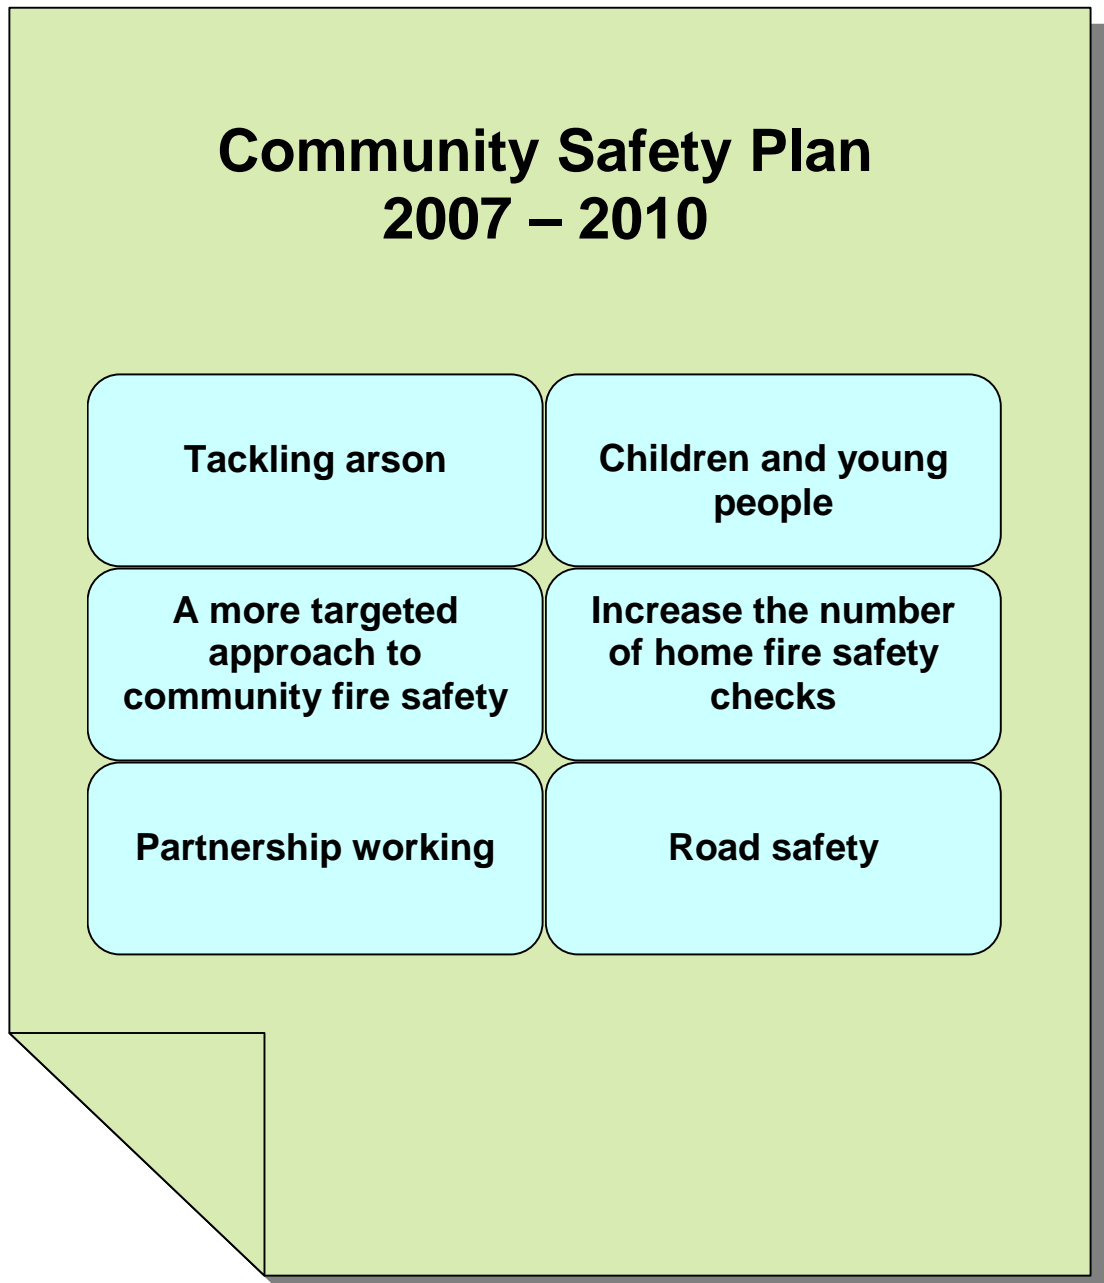 Community Safety Plan
2007 – 2010
Tackling arson
Children and young
people
A more targeted
approach to
community fire safety
Increase the number
of home fire safety
checks
Partnership working
Road safety